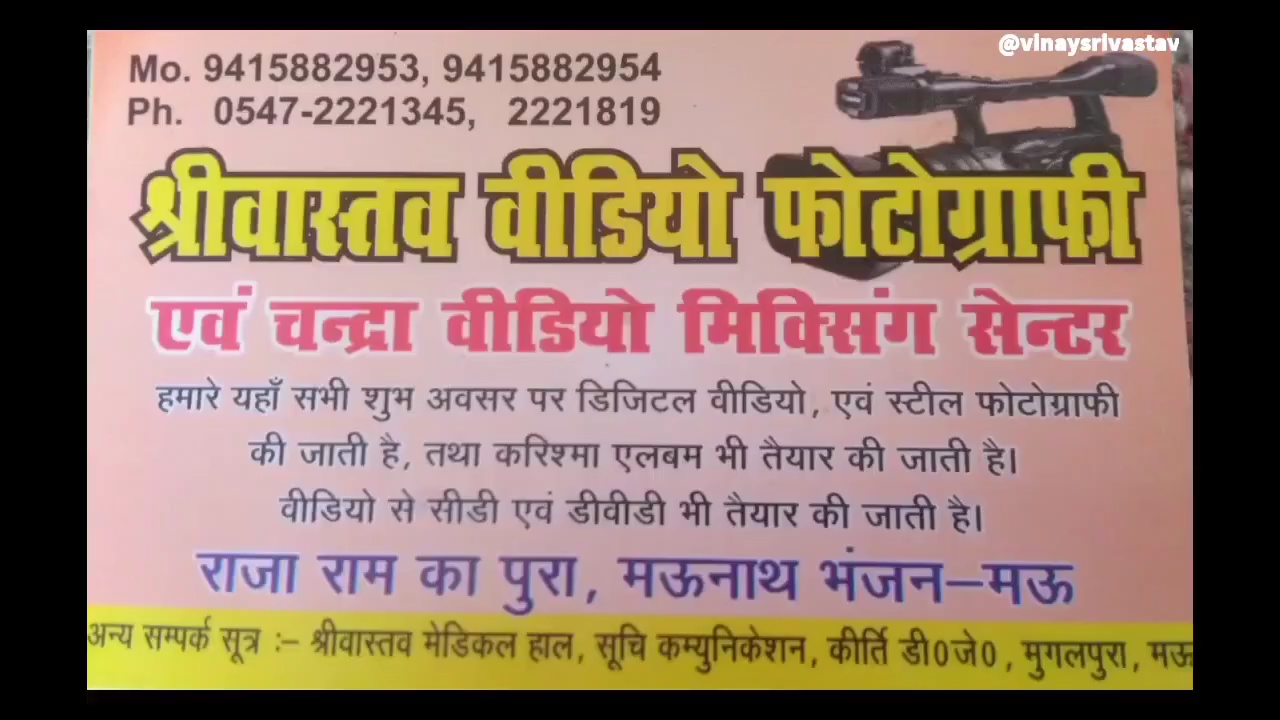 @vinaysrivastav
Mo. 9415882953, 9415882954
Ph. 0547-2221345, 2221819
श्रीवास्तव वीडियो फोटोग्राफी
एवं चन्द्रा वीडियो मिक्सिंग सेन्टर
हमारे यहाँ सभी शुभ अवसर पर डिजिटल वीडियो, एवं स्टील फोटोग्राफी
की जाती है, तथा करिश्मा एलबम भी तैयार की जाती है।
वीडियो से सीडी एवं डीवीडी भी तैयार की जाती है।
राजा राम का पुरा, मऊनाथ भंजन–मऊ
अन्य सम्पर्क सूत्र :– श्रीवास्तव मेडिकल हाल, सूचि कम्युनिकेशन, कीर्ति डी0जे0, मुगलपुरा, मऊ